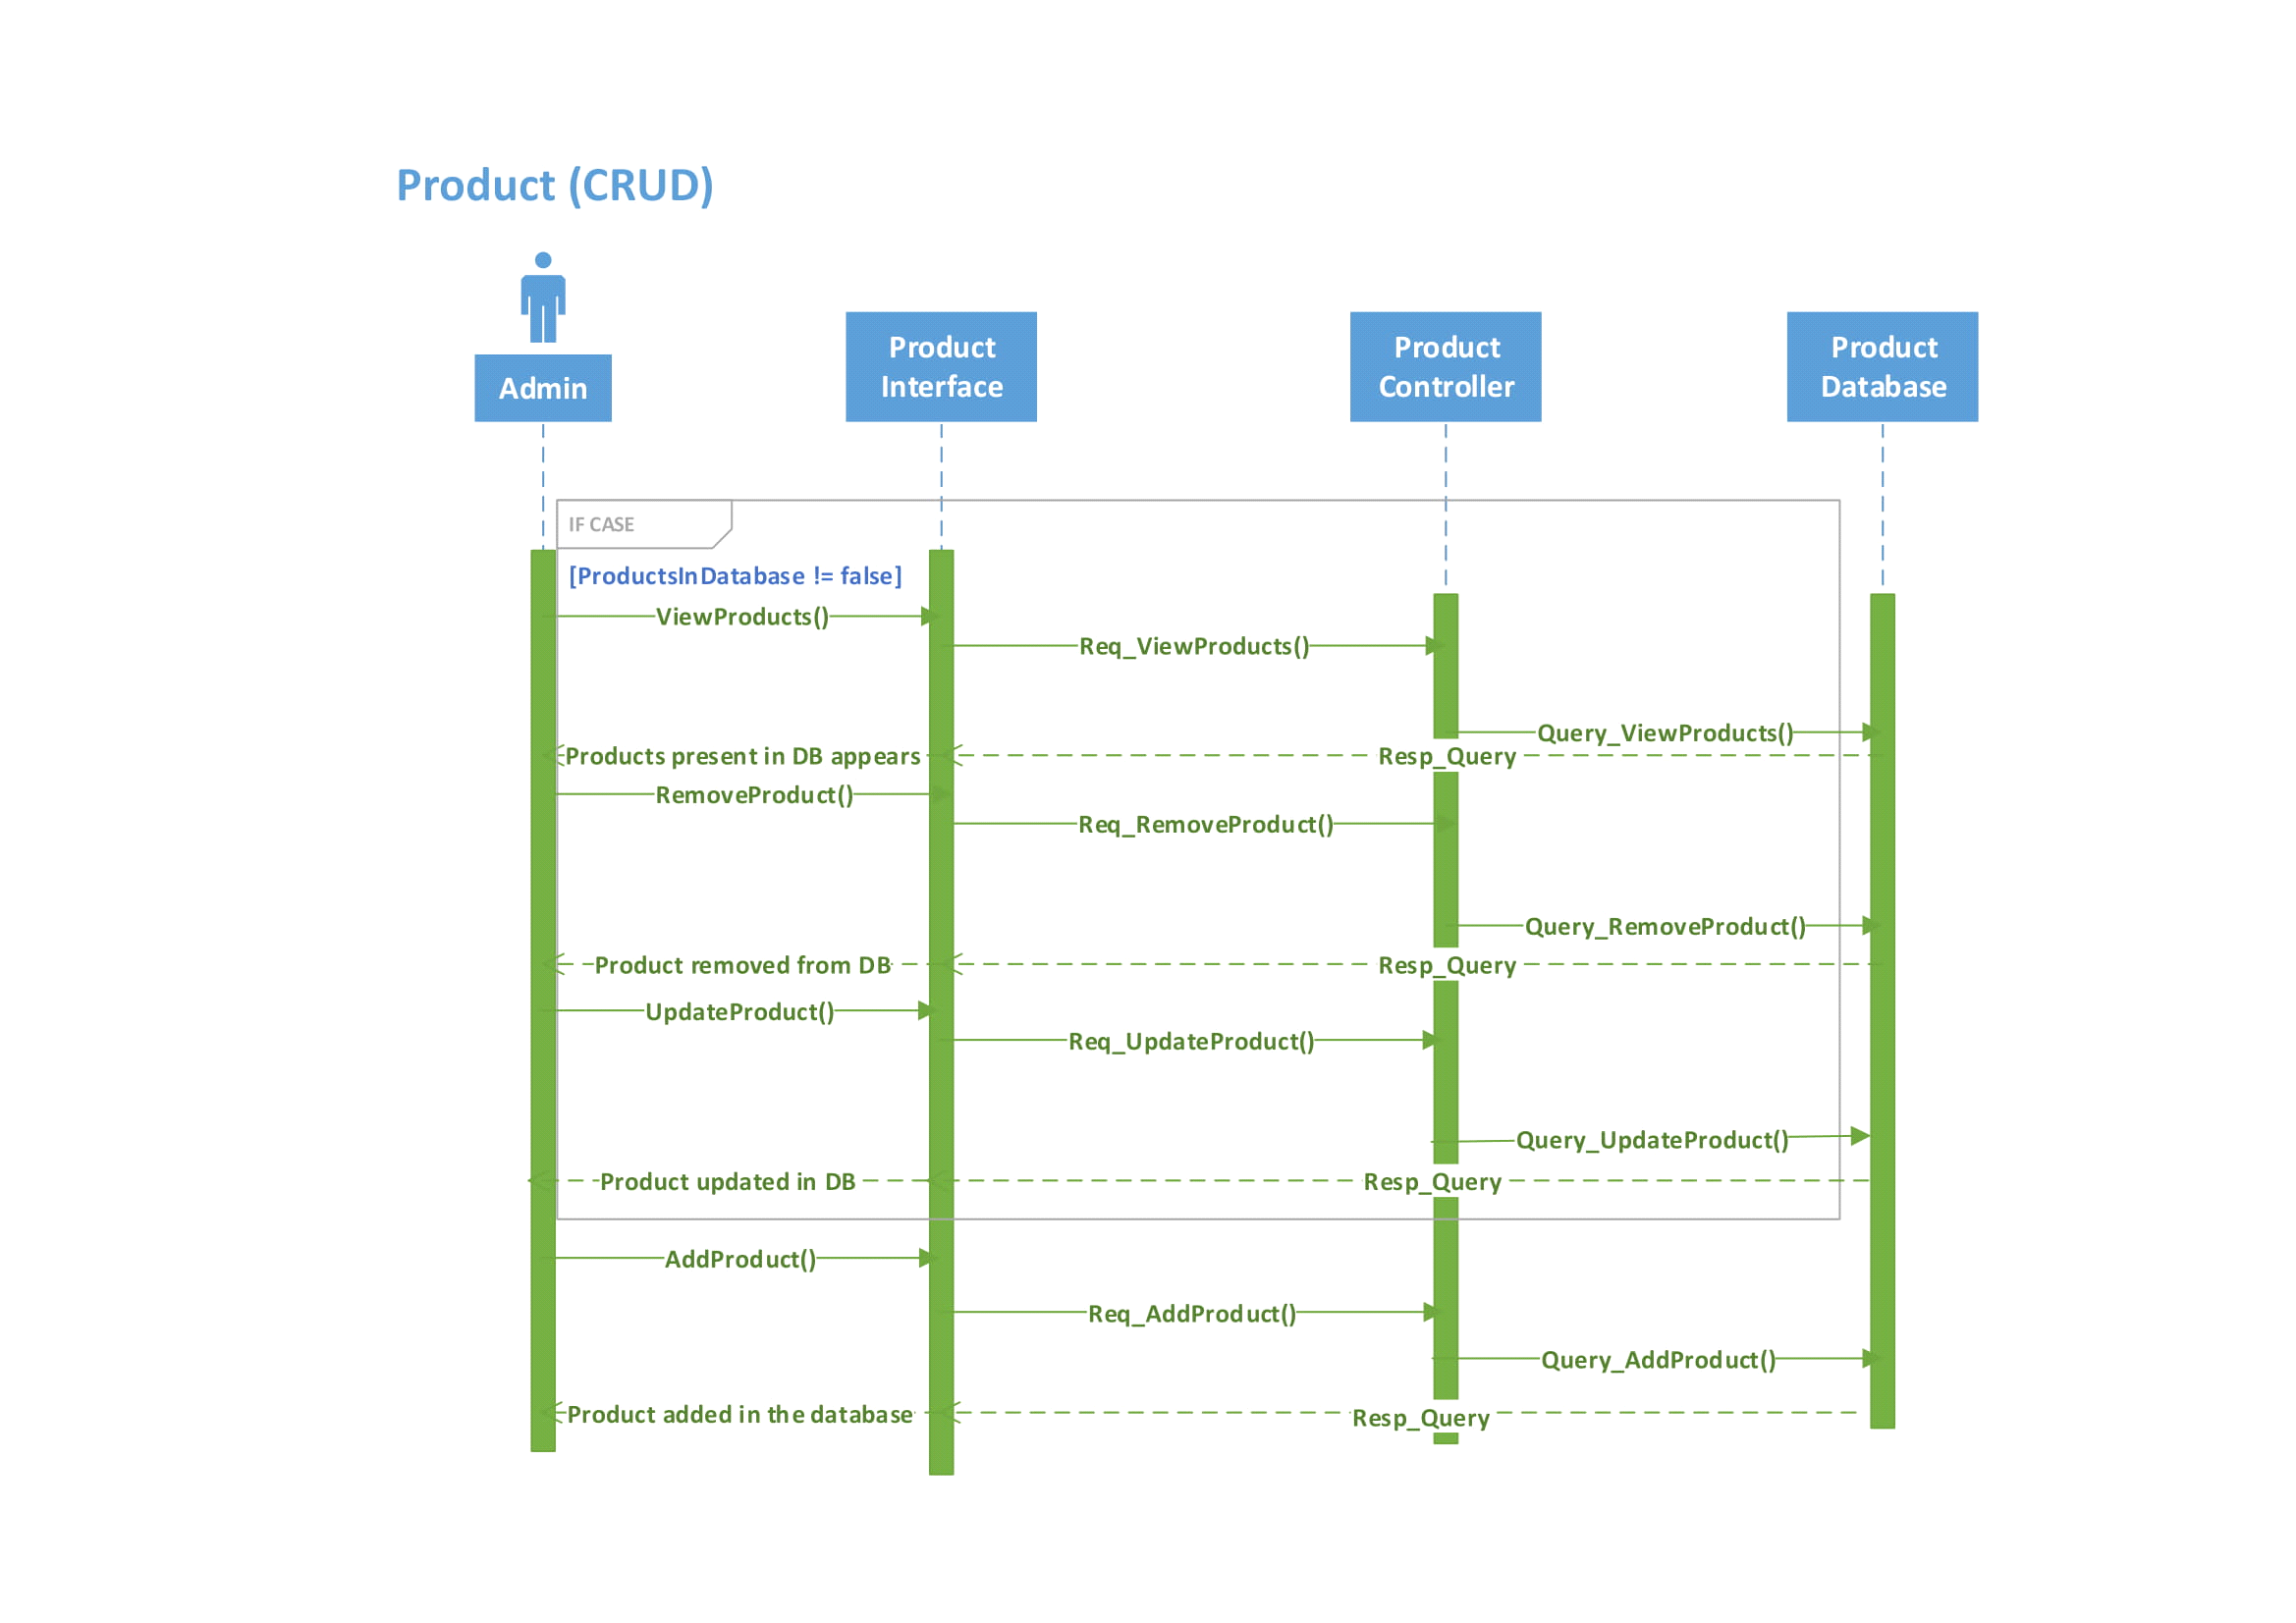 Product (CRUD)
Admin
Product
Interface
Product
Controller
Product
Database
IF CASE
[ProductsInDatabase != false]
ViewProducts()
Req_ViewProducts()
Query_ViewProducts()
Products present in DB appears
Resp_Query
RemoveProduct()
Req_RemoveProduct()
Query_RemoveProduct()
Product removed from DB
Resp_Query
UpdateProduct()
Req_UpdateProduct()
Query_UpdateProduct()
Product updated in DB
Resp_Query
AddProduct()
Req_AddProduct()
Query_AddProduct()
Product added in the database
Resp_Query